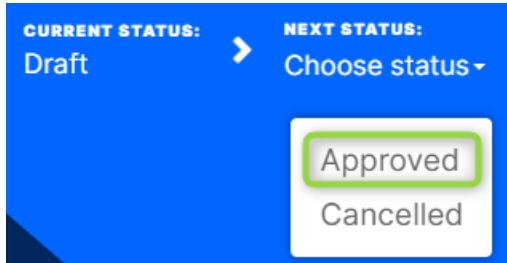 CURRENT STATUS:
Draft
NEXT STATUS:
Choose status
Approved
Cancelled